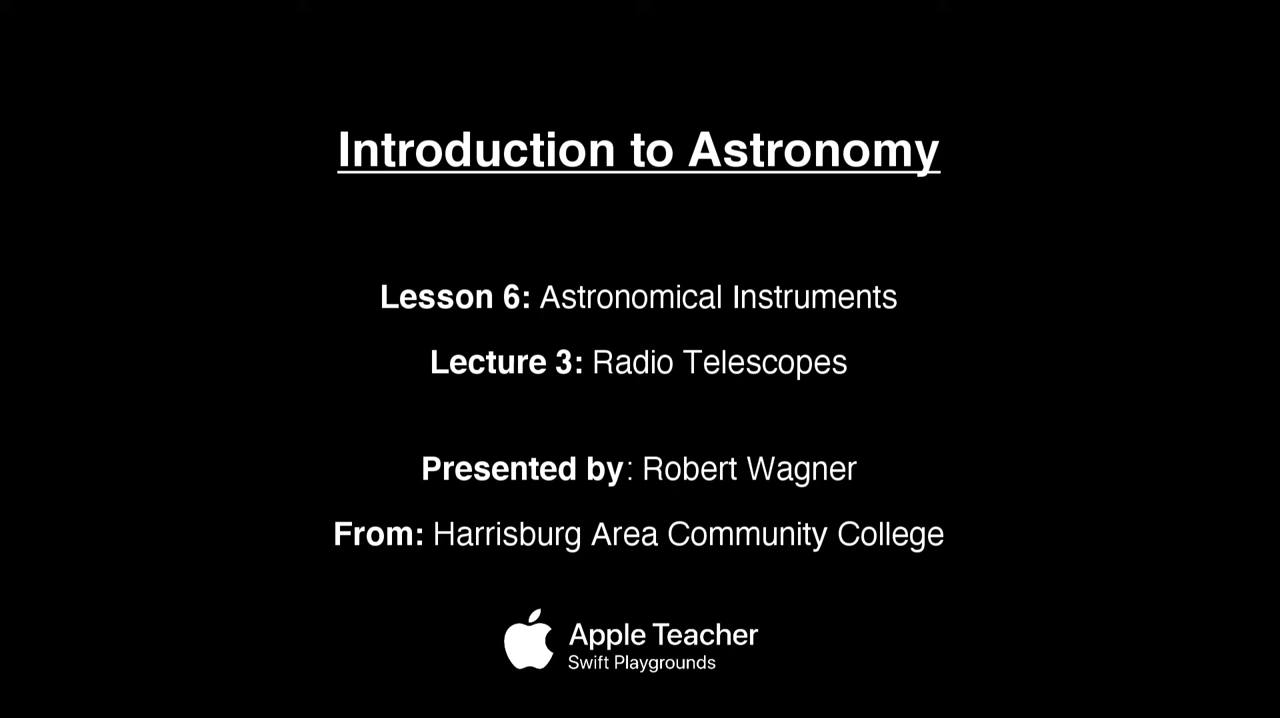 Introduction to Astronomy
Lesson 6: Astronomical Instruments
Lecture 3: Radio Telescopes
Presented by: Robert Wagner
From: Harrisburg Area Community College
Apple Teacher
Swift Playgrounds